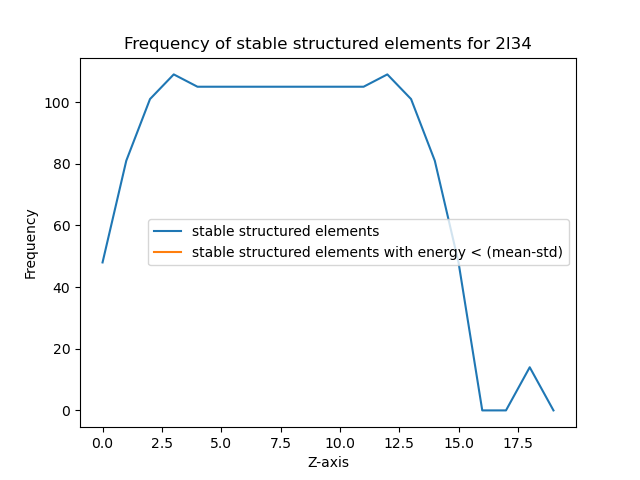 Frequency of stable structured elements for 2l34
100
80
60
40
20
0
Frequency
stable structured elements
stable structured elements with energy < (mean-std)
0.0 2.5 5.0 7.5 10.0 12.5 15.0 17.5
Z-axis